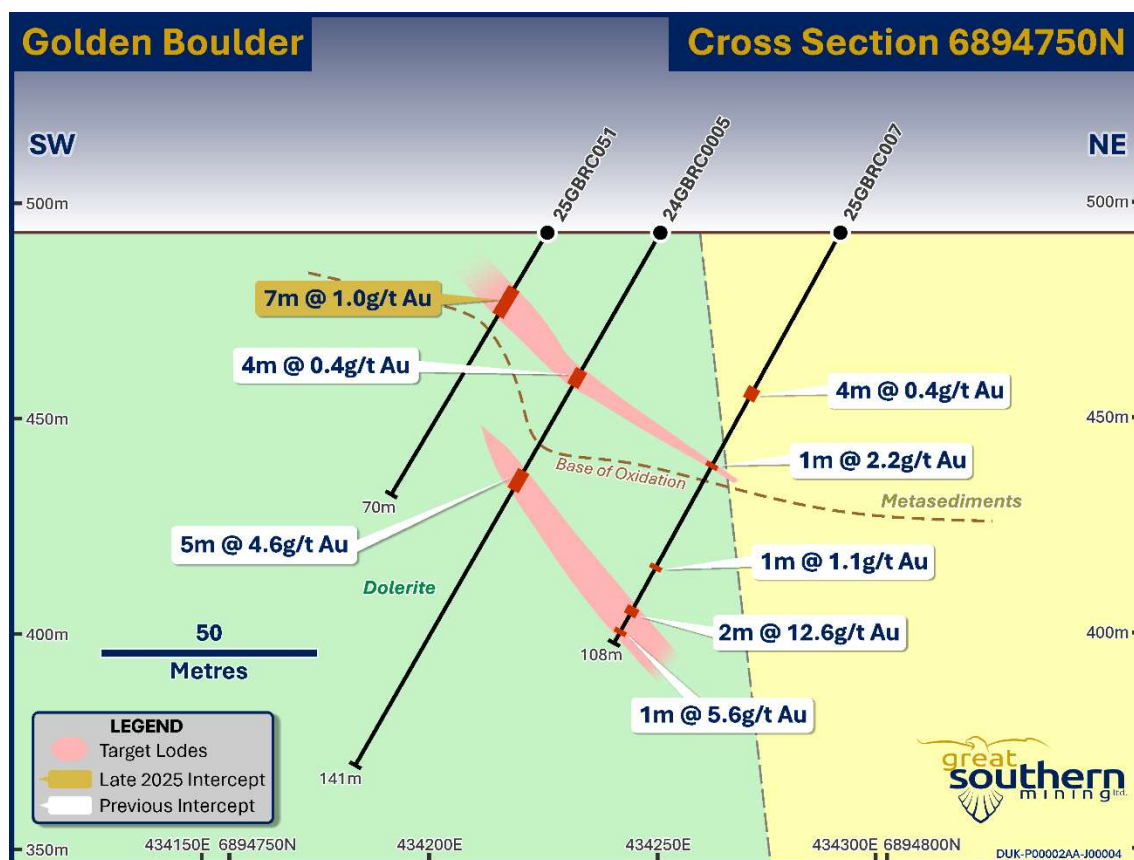 Golden Boulder
Cross Section 6894750N
SW
NE
25GBRC051
24GBRC0005
25GBRC007
500m
500m
7m @ 1.0g/t Au
4m @ 0.4g/t Au
4m @ 0.4g/t Au
450m
450m
1m @ 2.2g/t Au
Base of Oxidation
Metasediments
70m
5m @ 4.6g/t Au
1m @ 1.1g/t Au
Dolerite
400m
400m
50
Metres
2m @ 12.6g/t Au
108m
1m @ 5.6g/t Au
LEGEND
Target Lodes
Late 2025 Intercept
Previous Intercept
141m
great
southern
mining ltd.
350m
434150E 6894750N
434200E
434250E
434300E 6894800N
DUK-P00002AA-J00004